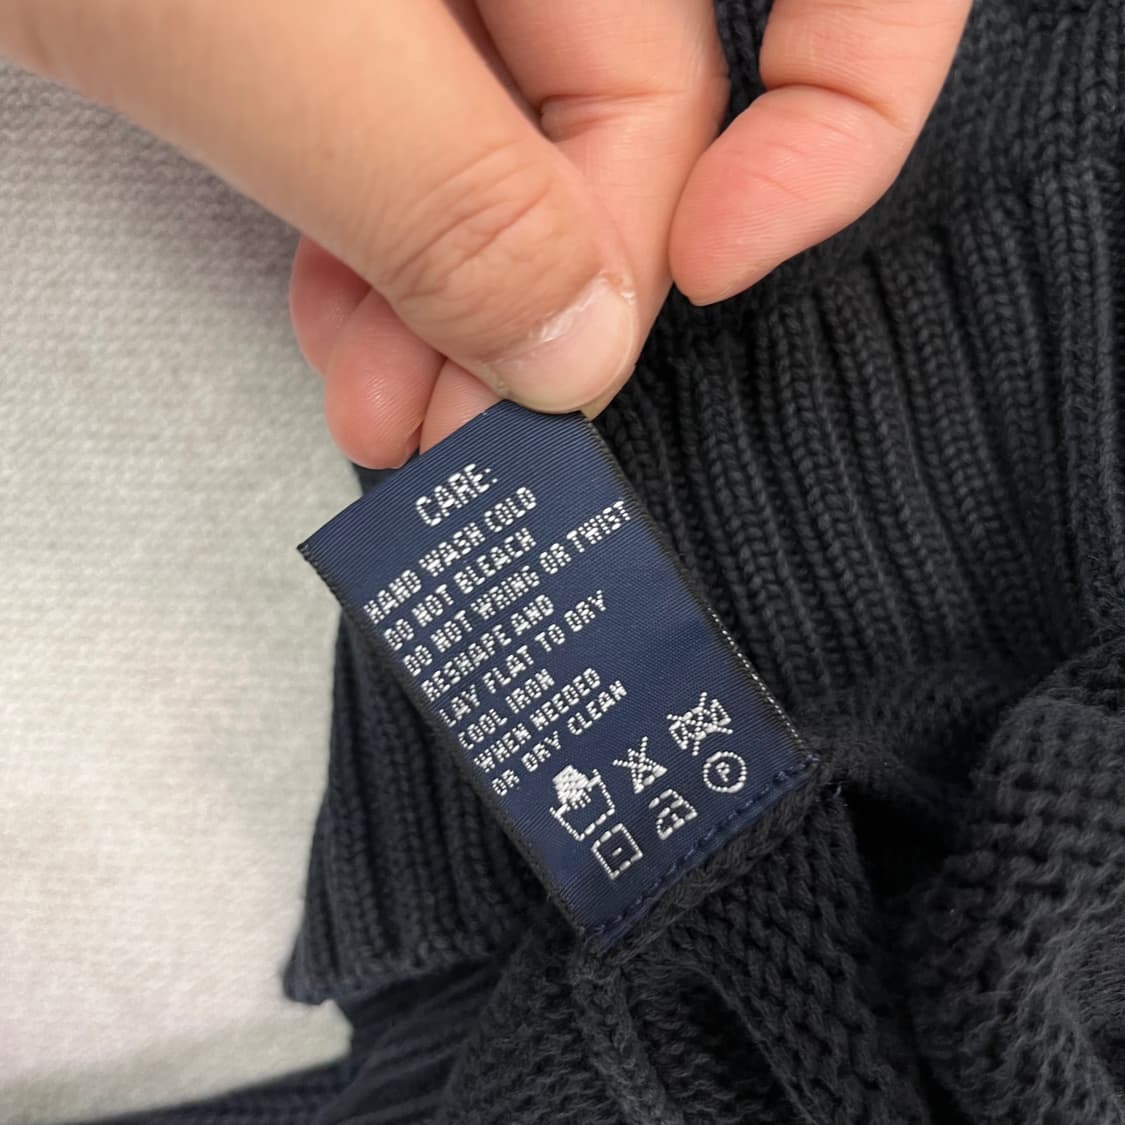 CARE:
HAND WASH COLD
DO NOT BLEACH
DO NOT WRING OR TWIST
RESHAPE AND
LAY FLAT TO DRY
COOL IRON
WHEN NEEDED
OR DRY CLEAN
P